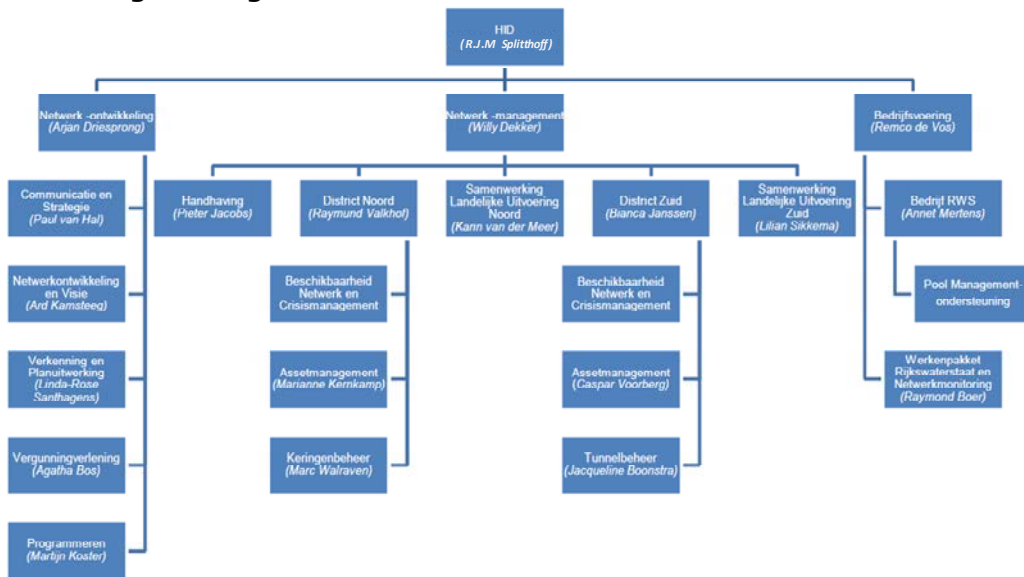 HID
(R.J.M Splitthoff)
Netwerk -ontwikkeling
(Arjan Driesprong)
Netwerk -management
(Willy Dekker)
Bedrijfsvoering
(Remco de Vos)
Communicatie en
Strategie
(Paul van Hal)
Handhaving
(Pieter Jacobs)
District Noord
(Raymund Valkhof)
Samenwerking
Landelijke Uitvoering
Noord
(Karin van der Meer)
District Zuid
(Bianca Janssen)
Samenwerking
Landelijke Uitvoering
Zuid
(Lilian Sikkema)
Bedrijf RWS
(Annet Mertens)
Netwerkontwikkeling
en Visie
(Ard Kamsteeg)
Beschikbaarheid
Netwerk en
Crisismanagement
Beschikbaarheid
Netwerk en
Crisismanagement
Pool Management-
ondersteuning
Verkenning en
Planuitwerking
(Linda-Rose
Santhagens)
Assetmanagement
(Marianne Kernkamp)
Assetmanagement
(Caspar Voorberg)
Werkenpakket
Rijkswaterstaat en
Netwerkmonitoring
(Raymond Boer)
Vergunningverlening
(Agatha Bos)
Keringenbeheer
(Marc Walraven)
Tunnelbeheer
(Jacqueline Boonstra)
Programmeren
(Martijn Koster)